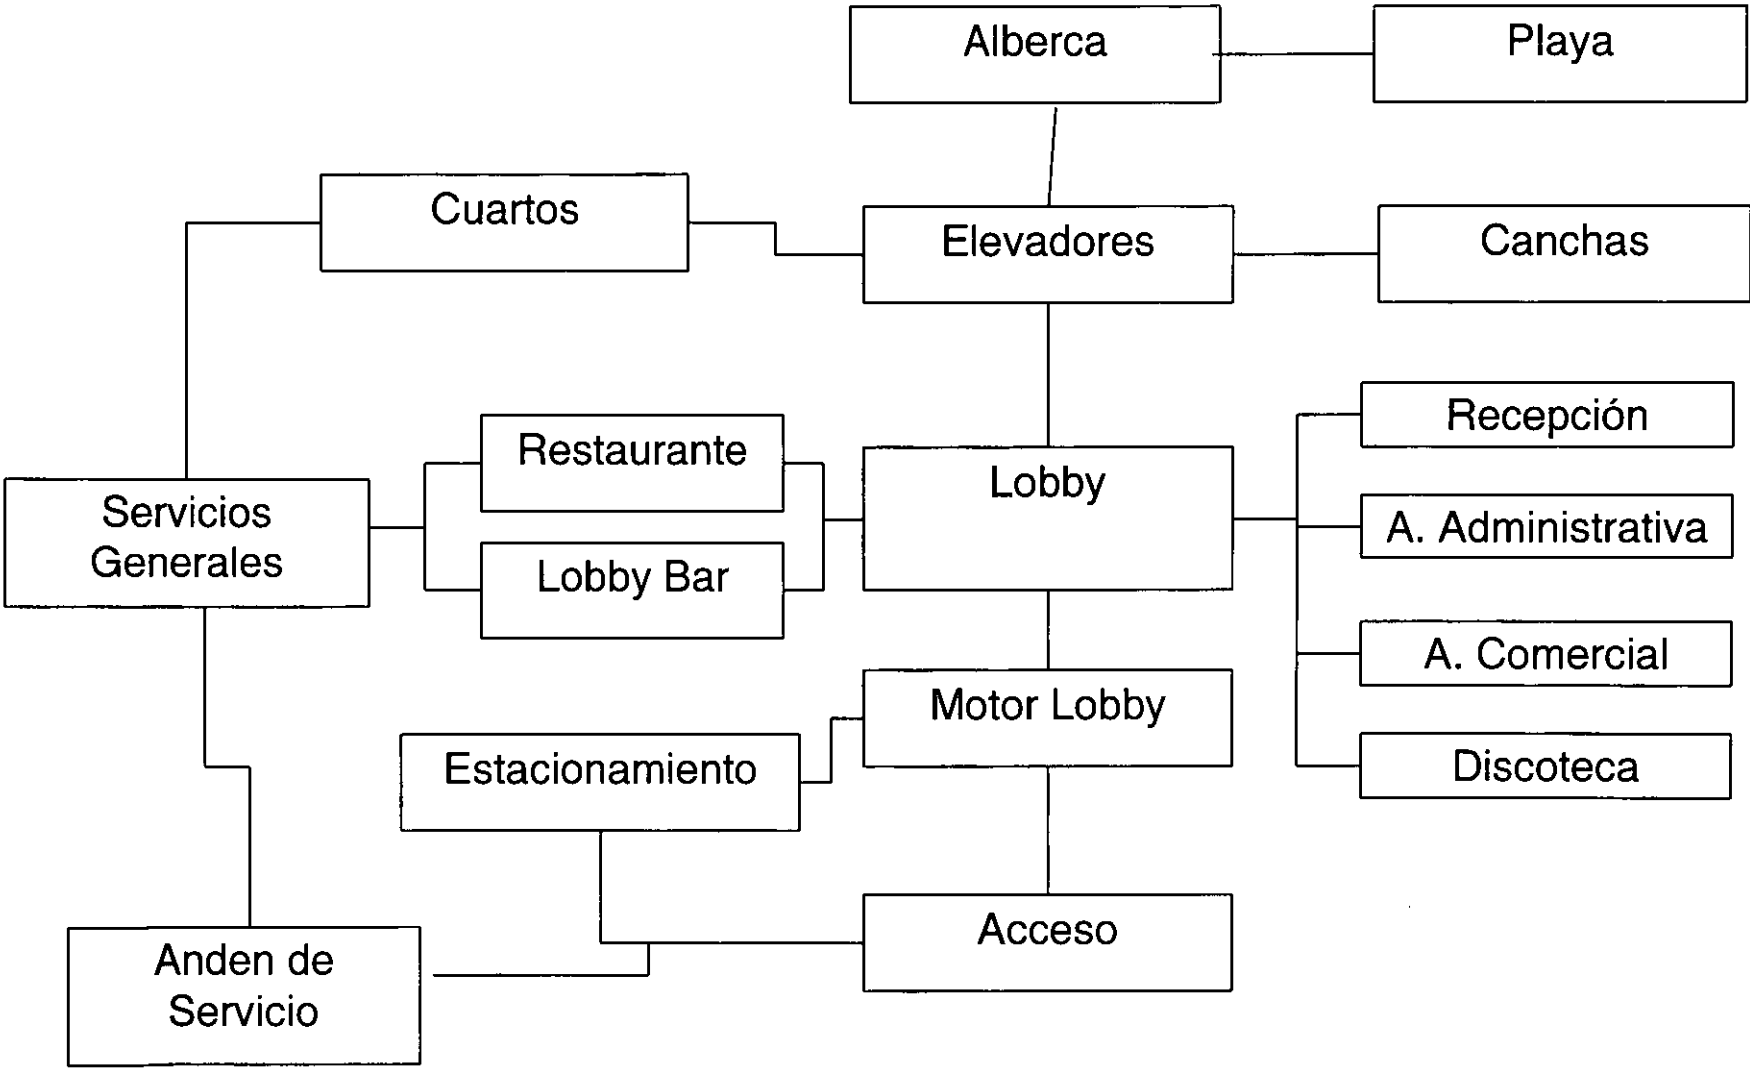 Alberca
Playa
Cuartos
Elevadores
Canchas
Recepción
Restaurante
Lobby
Servicios
Generales
A. Administrativa
Lobby Bar
A. Comercial
Motor Lobby
Estacionamiento
Discoteca
Acceso
Anden de
Servicio